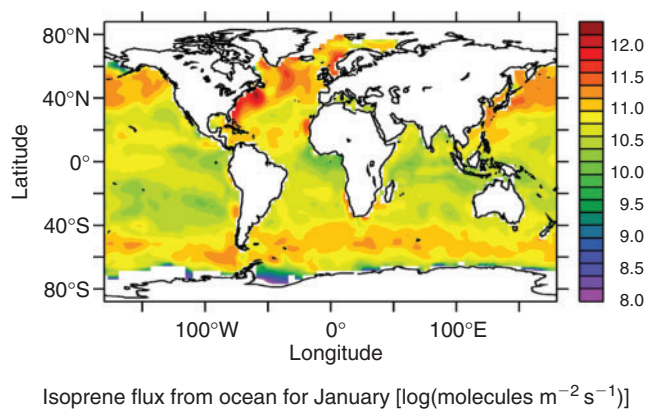 80°N
40°N
0°
40°S
80°S
Latitude
100°W 0° 100°E
Longitude
12.0
11.5
11.0
10.5
10.0
9.5
9.0
8.5
8.0
Isoprene flux from ocean for January [log(molecules m⁻² s⁻¹)]